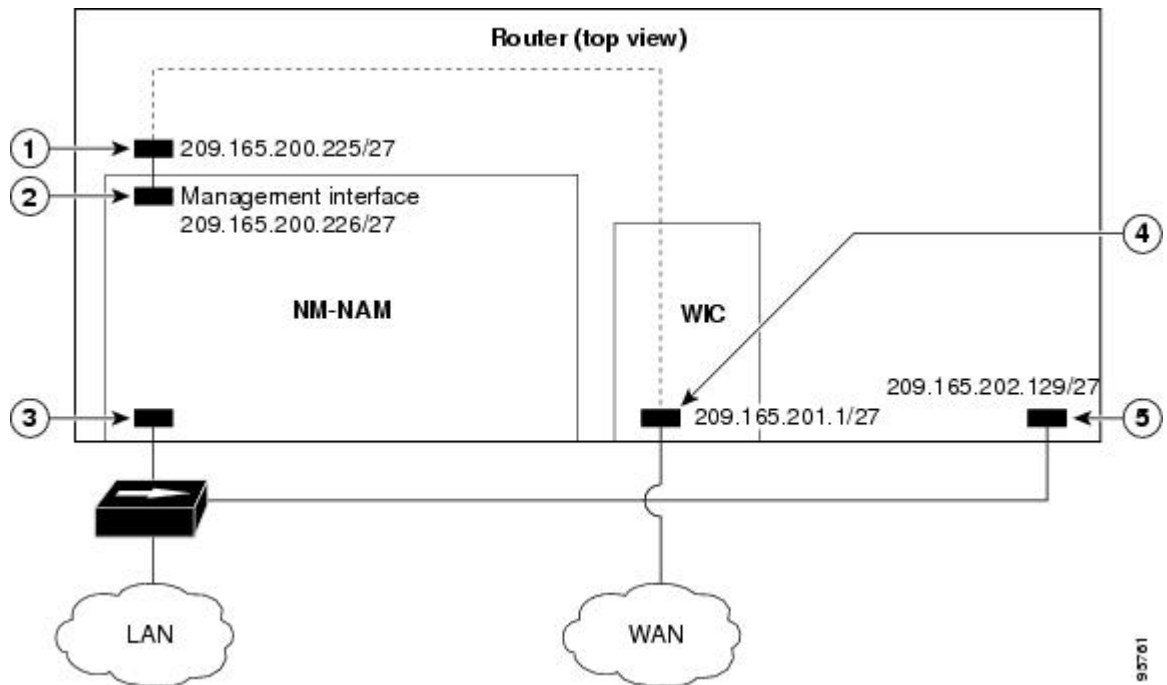 Router (top view)
1
209.165.200.225/27
2
Management interface
209.165.200.226/27
4
NM-NAM
WIC
209.165.202.129/27
3
209.165.201.1/27
5
LAN
WAN
95761